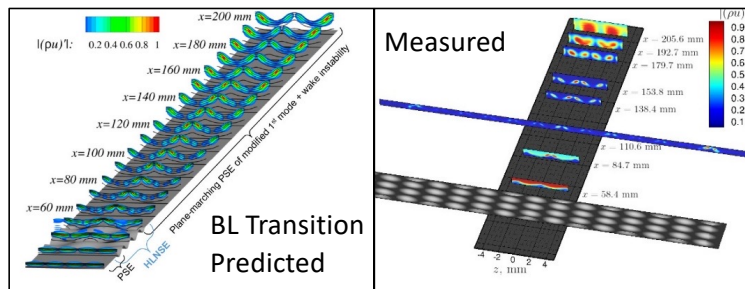 x=200 mm
|(ρu)'|:
0.2 0.4 0.6 0.8 1
x=180 mm
x=160 mm
x=140 mm
x=120 mm
x=100 mm
x=80 mm
x=60 mm
Plane-marching PSE of modified 1st mode + wake instability
HLNSE
PSE
BL Transition
Predicted
Measured
|(ρu)'|
0.9
0.8
0.7
0.6
0.5
0.4
0.3
0.2
0.1
x = 205.6 mm
x = 192.7 mm
x = 179.7 mm
x = 153.8 mm
x = 138.4 mm
x = 110.6 mm
x = 84.7 mm
x = 58.4 mm
-4 -2 0 2 4
z, mm